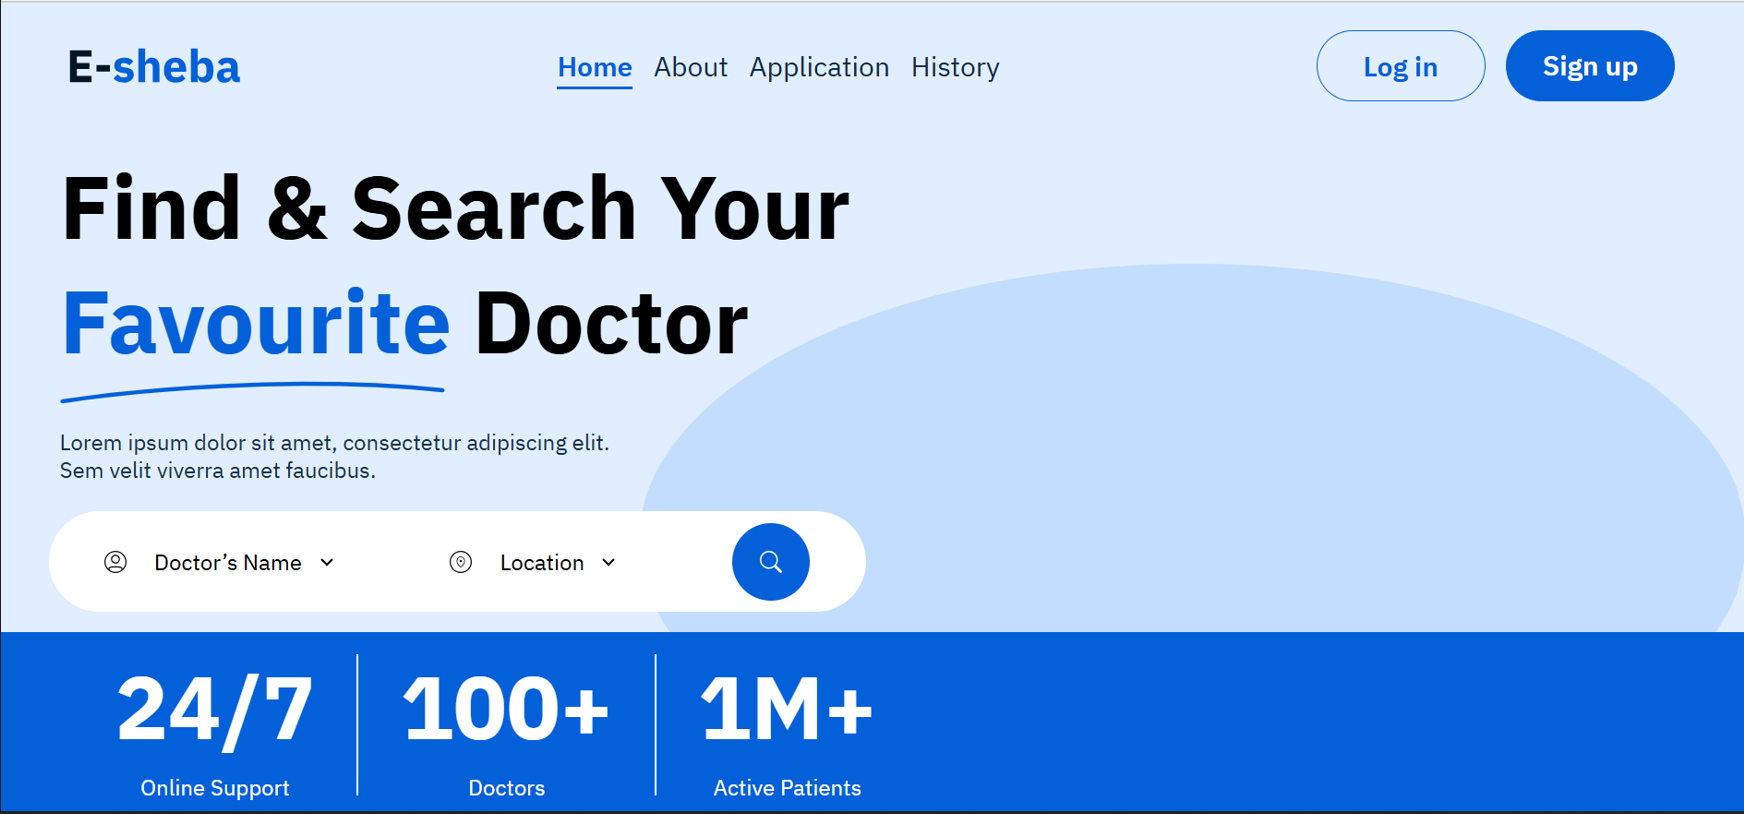 E-sheba
Home About Application History
Log in
Sign up
Find & Search Your
Favourite Doctor
Lorem ipsum dolor sit amet, consectetur adipiscing elit.
Sem velit viverra amet faucibus.
Doctor’s Name
Location
24/7
Online Support
100+
Doctors
1M+
Active Patients